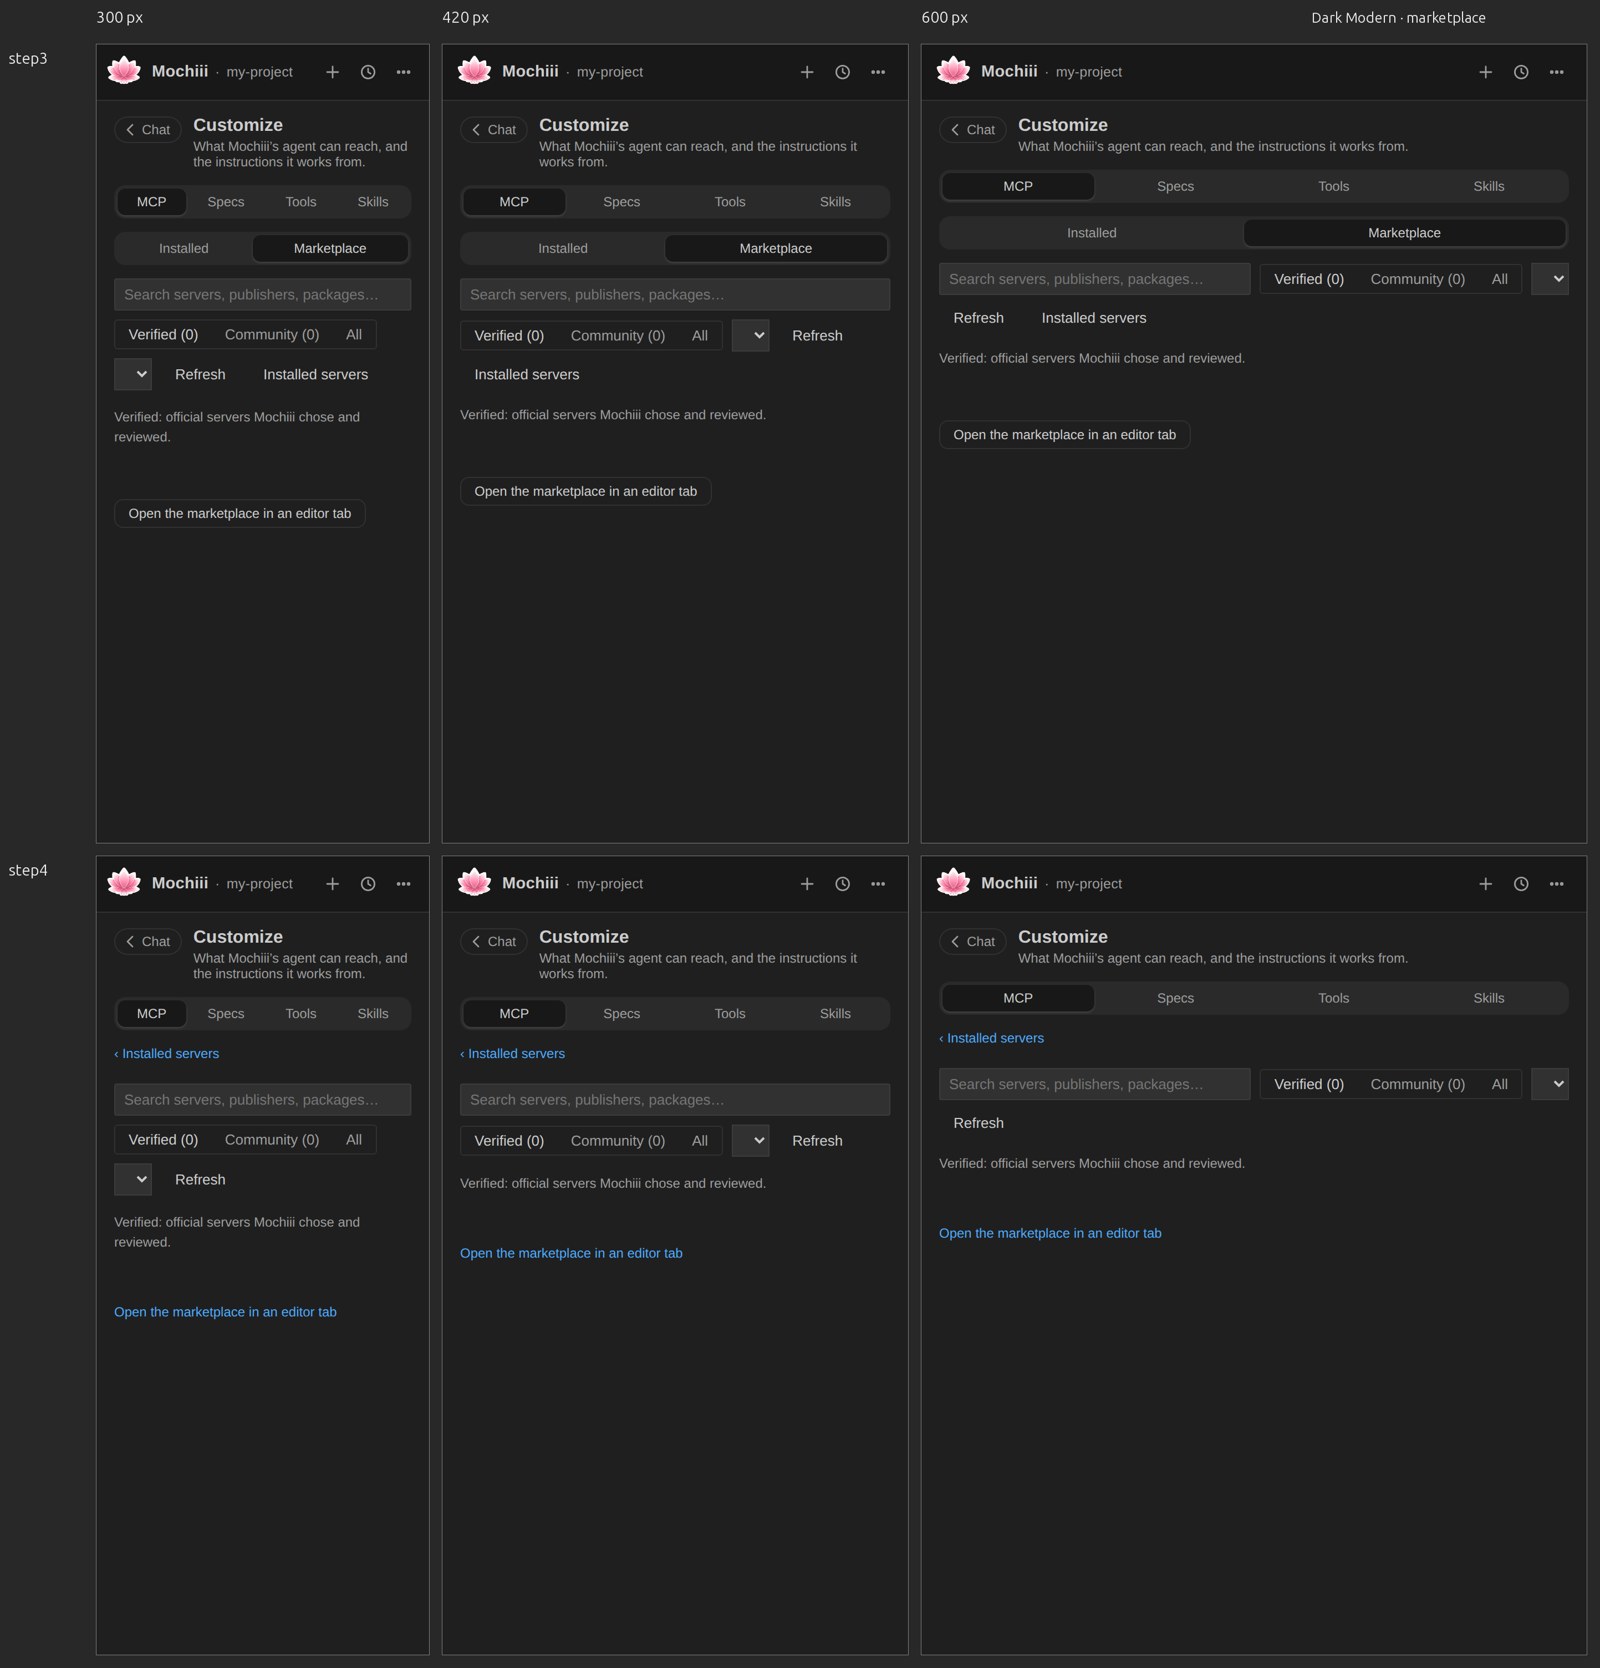 300 px
420 px
600 px
Dark Modern · marketplace
step3
Mochiii · my-project
Chat
Customize
What Mochiii’s agent can reach, and
the instructions it works from.
MCP Specs Tools Skills
Installed Marketplace
Search servers, publishers, packages…
Verified (0) Community (0) All
Refresh Installed servers
Verified: official servers Mochiii chose and
reviewed.
Open the marketplace in an editor tab
Mochiii · my-project
Chat
Customize
What Mochiii’s agent can reach, and the instructions it
works from.
MCP Specs Tools Skills
Installed Marketplace
Search servers, publishers, packages…
Verified (0) Community (0) All Refresh
Installed servers
Verified: official servers Mochiii chose and reviewed.
Open the marketplace in an editor tab
Mochiii · my-project
Chat
Customize
What Mochiii’s agent can reach, and the instructions it works from.
MCP Specs Tools Skills
Installed Marketplace
Search servers, publishers, packages… Verified (0) Community (0) All
Refresh Installed servers
Verified: official servers Mochiii chose and reviewed.
Open the marketplace in an editor tab
step4
Mochiii · my-project
Chat
Customize
What Mochiii’s agent can reach, and
the instructions it works from.
MCP Specs Tools Skills
‹ Installed servers
Search servers, publishers, packages…
Verified (0) Community (0) All
Refresh
Verified: official servers Mochiii chose and
reviewed.
Open the marketplace in an editor tab
Mochiii · my-project
Chat
Customize
What Mochiii’s agent can reach, and the instructions it
works from.
MCP Specs Tools Skills
‹ Installed servers
Search servers, publishers, packages…
Verified (0) Community (0) All Refresh
Verified: official servers Mochiii chose and reviewed.
Open the marketplace in an editor tab
Mochiii · my-project
Chat
Customize
What Mochiii’s agent can reach, and the instructions it works from.
MCP Specs Tools Skills
‹ Installed servers
Search servers, publishers, packages… Verified (0) Community (0) All
Refresh
Verified: official servers Mochiii chose and reviewed.
Open the marketplace in an editor tab